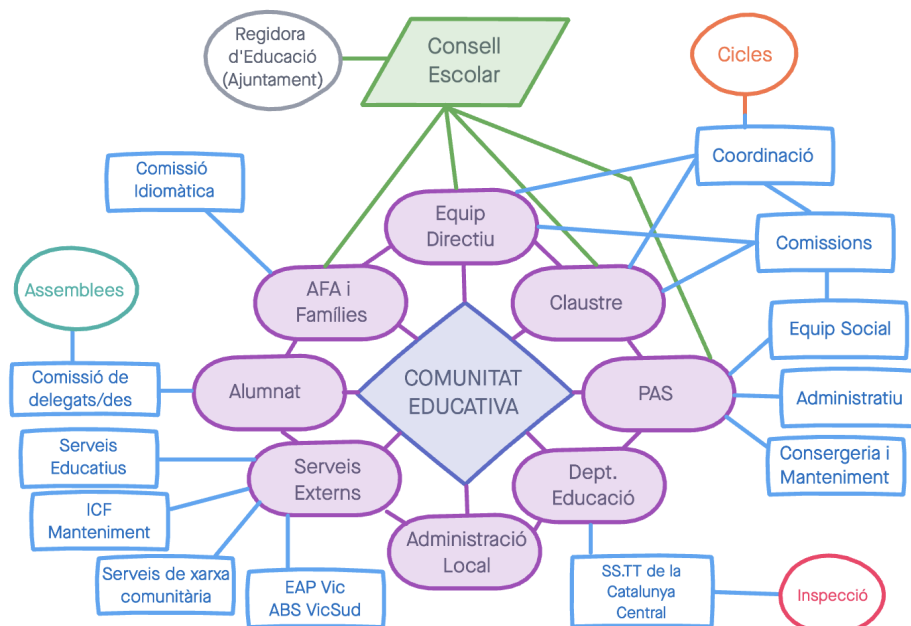 Regidora
d'Educació
(Ajuntament)
Consell
Escolar
Cicles
Coordinació
Comissió
Idiomàtica
Equip
Directiu
Comissions
Assemblees
AFA i
Famílies
Claustre
Equip Social
Comissió de
delegats/des
Alumnat
COMUNITAT
EDUCATIVA
PAS
Administratiu
Serveis
Educatius
Serveis
Externs
Dept.
Educació
Consergeria i
Manteniment
ICF
Manteniment
Administració
Local
Serveis de xarxa
comunitària
EAP Vic
ABS VicSud
SS.TT de la
Catalunya
Central
Inspecció